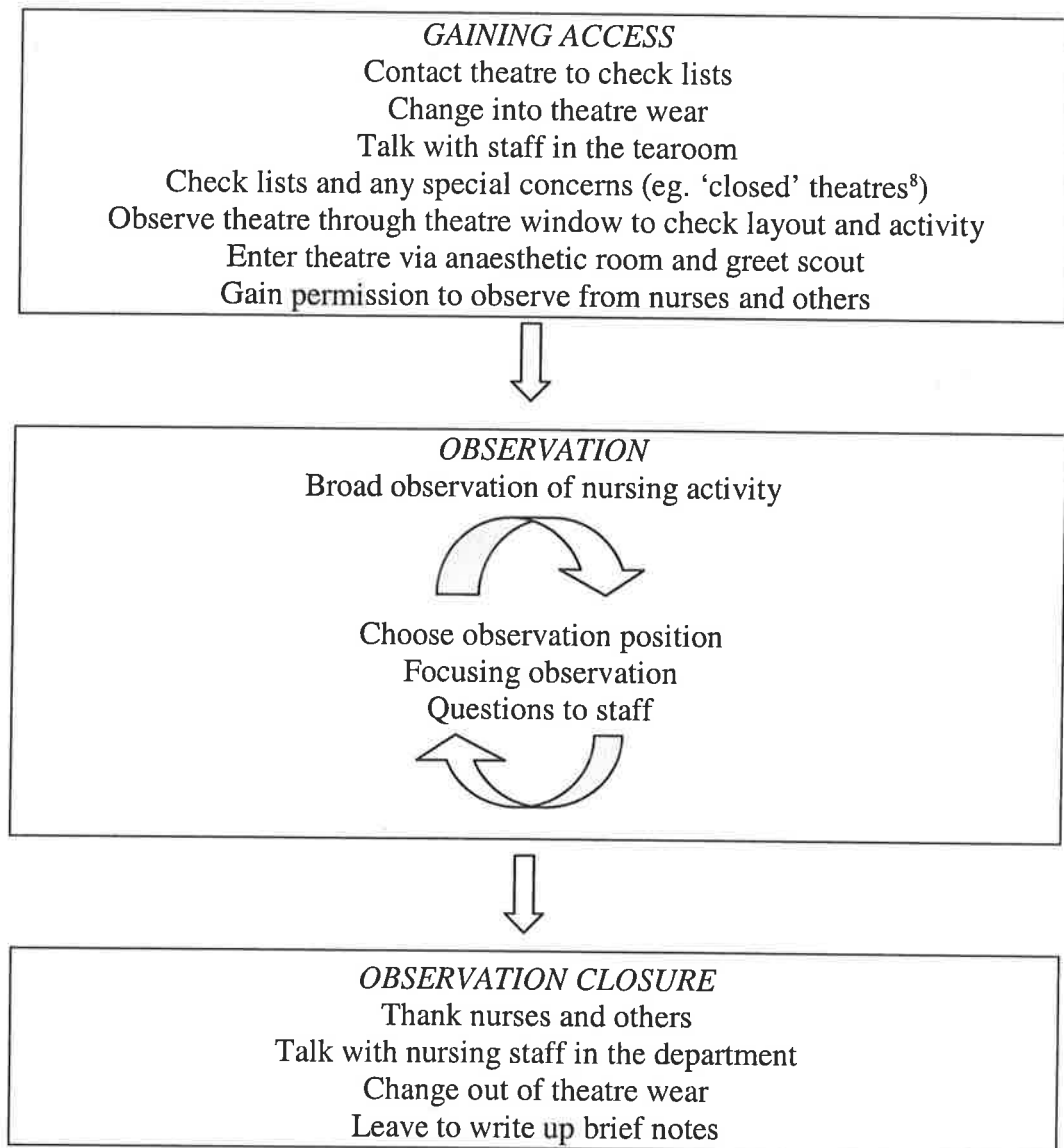 GAINING ACCESS
Contact theatre to check lists
Change into theatre wear
Talk with staff in the tearoom
Check lists and any special concerns (eg. ‘closed’ theatres⁸)
Observe theatre through theatre window to check layout and activity
Enter theatre via anaesthetic room and greet scout
Gain permission to observe from nurses and others
OBSERVATION
Broad observation of nursing activity
Choose observation position
Focusing observation
Questions to staff
OBSERVATION CLOSURE
Thank nurses and others
Talk with nursing staff in the department
Change out of theatre wear
Leave to write up brief notes